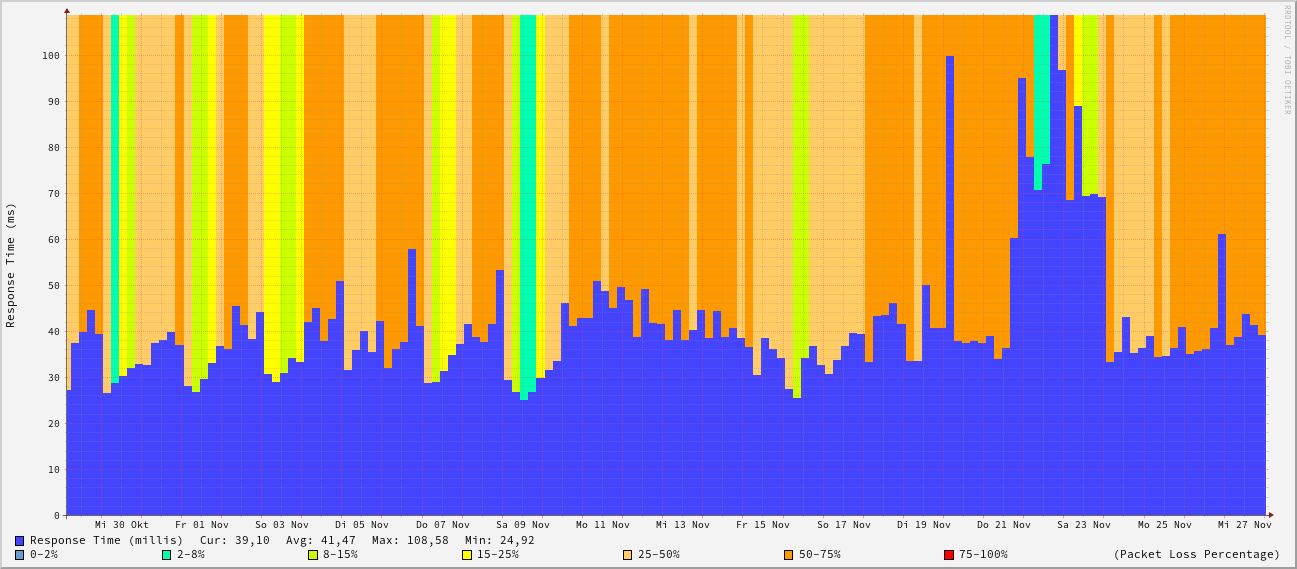 RRDTOOL / TOBI OETIKER
Response Time (ms)
100
90
80
70
60
50
40
30
20
10
0
Mi 30 Okt Fr 01 Nov So 03 Nov Di 05 Nov Do 07 Nov Sa 09 Nov Mo 11 Nov Mi 13 Nov Fr 15 Nov So 17 Nov Di 19 Nov Do 21 Nov Sa 23 Nov Mo 25 Nov Mi 27 Nov
Response Time (millis) Cur: 39,10 Avg: 41,47 Max: 108,58 Min: 24,92
0-2% 2-8% 8-15% 15-25% 25-50% 50-75% 75-100% (Packet Loss Percentage)